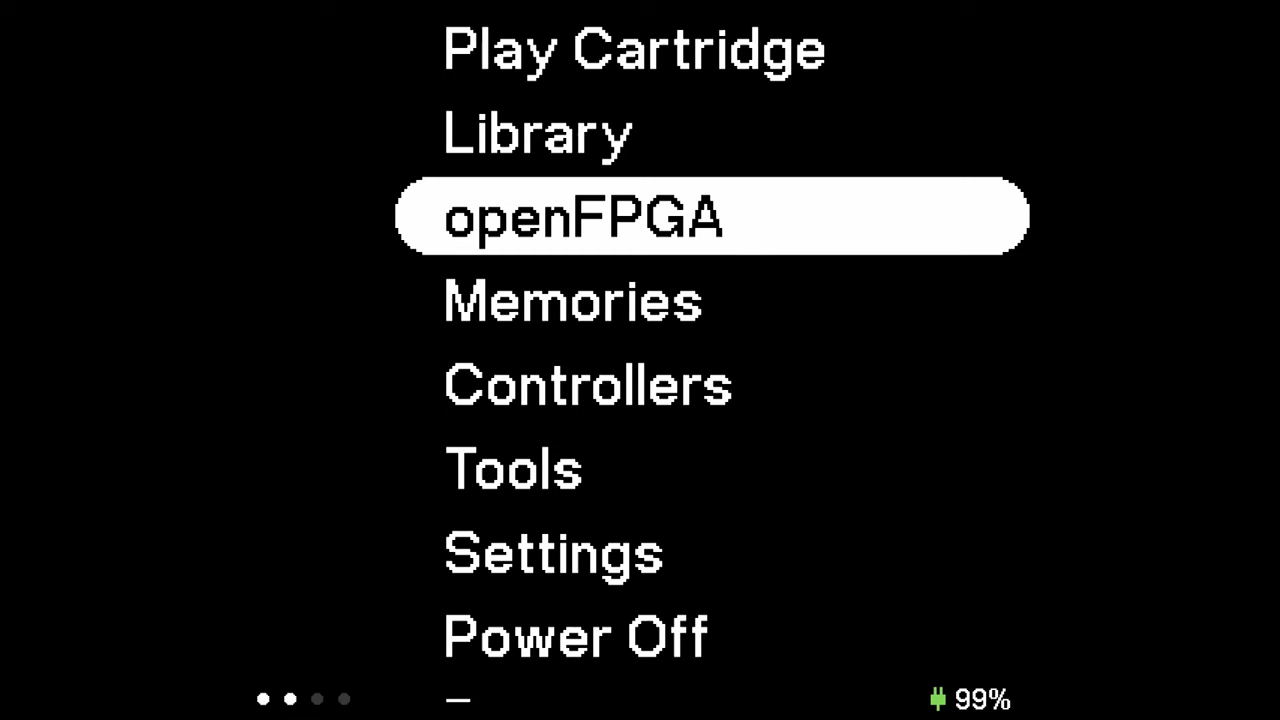 Play Cartridge
Library
openFPGA
Memories
Controllers
Tools
Settings
Power Off
99%